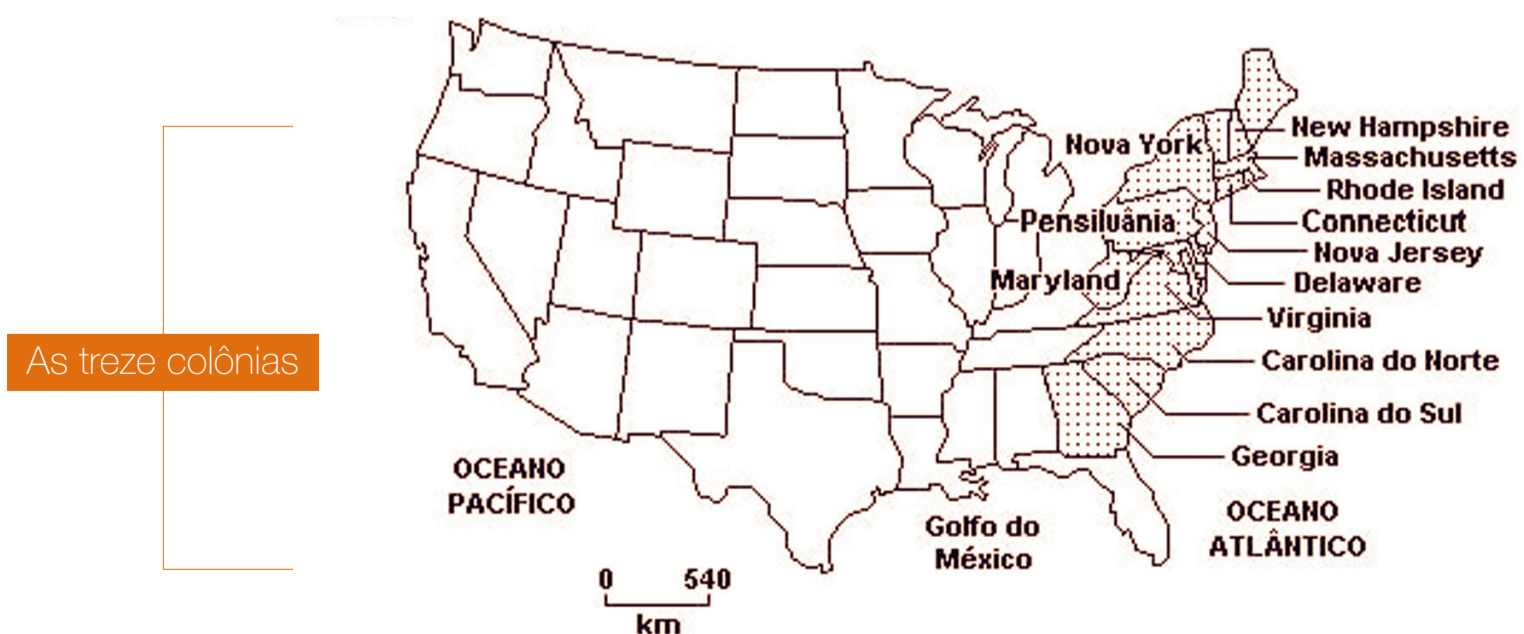 As treze colônias
Nova York
New Hampshire
Massachusetts
Rhode Island
Pensilvânia
Connecticut
Nova Jersey
Maryland
Delaware
Virginia
Carolina do Norte
Carolina do Sul
Georgia
OCEANO
PACÍFICO
Golfo do
México
OCEANO
ATLÂNTICO
0 540
km